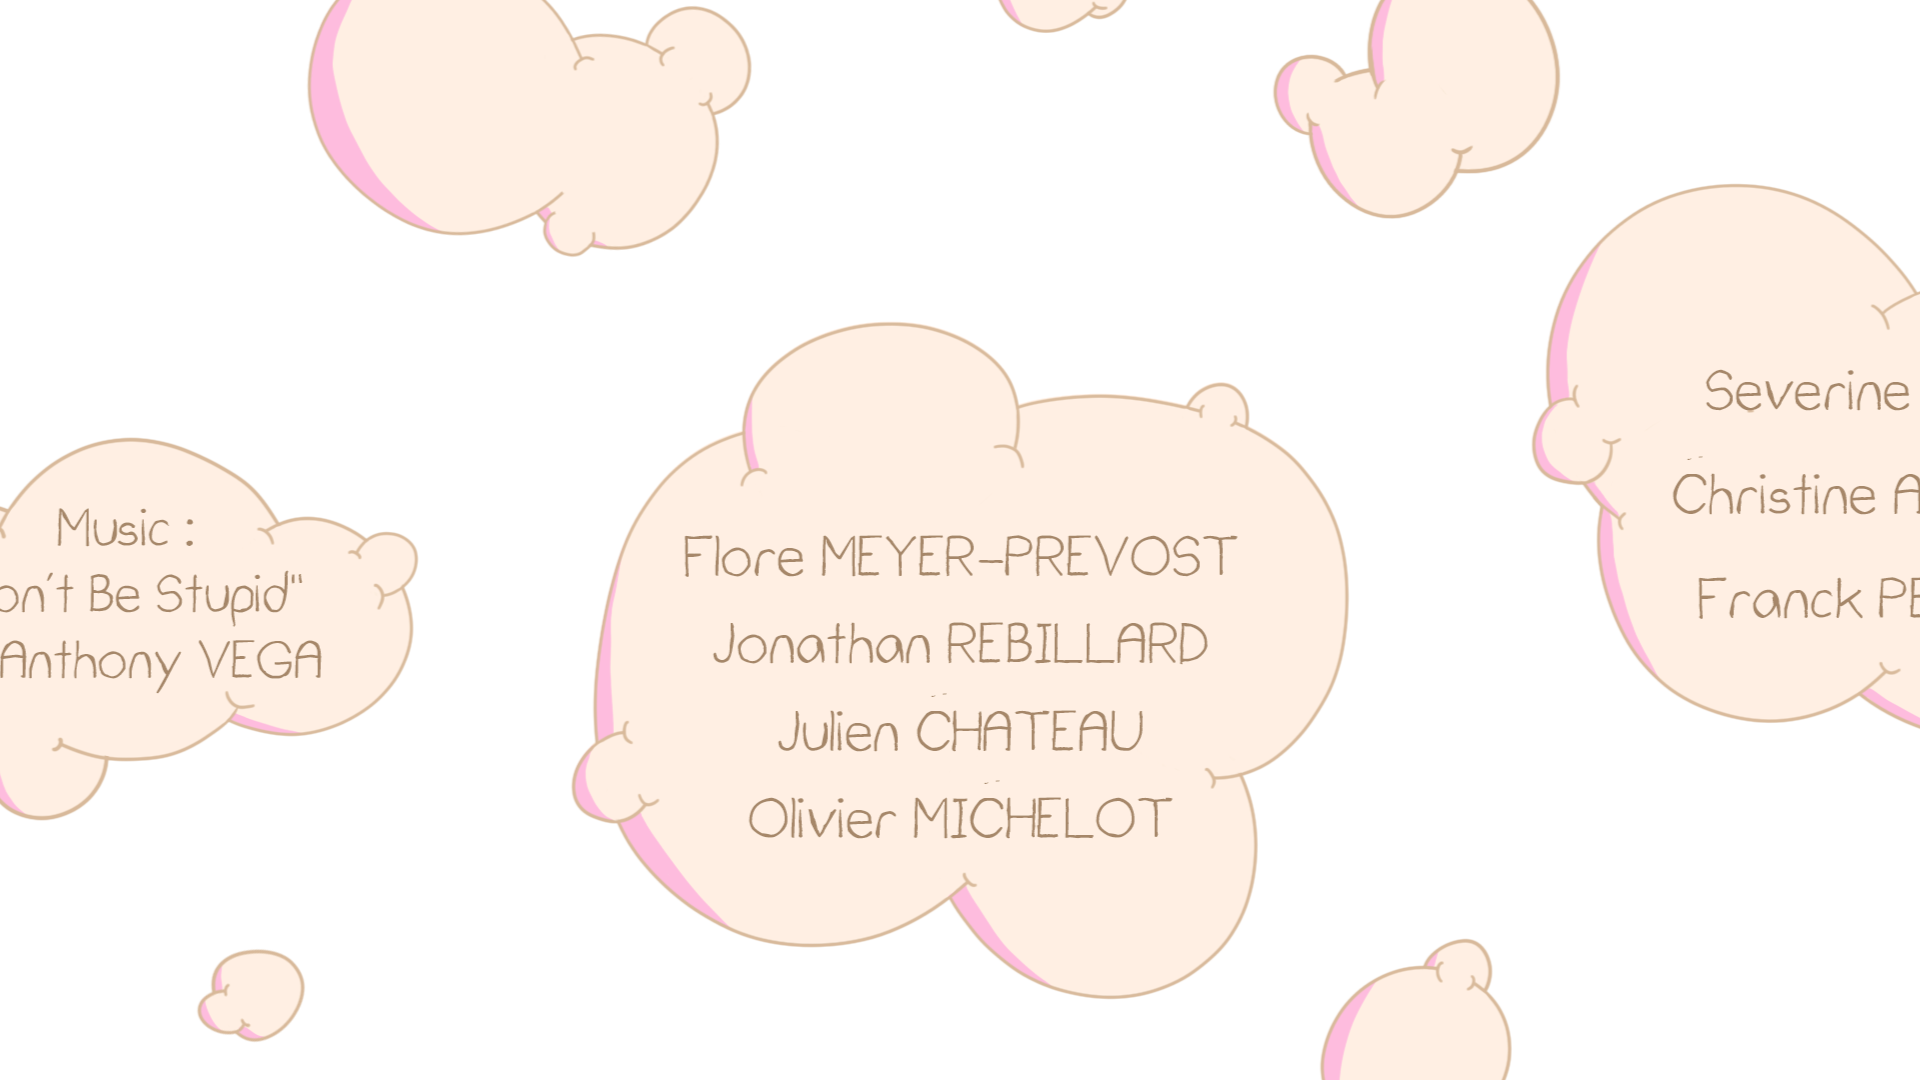 Music :
on't Be Stupid"
Anthony VEGA
Flore MEYER-PREVOST
Jonathan REBILLARD
Julien CHATEAU
Olivier MICHELOT
Severine
Christine
Franck